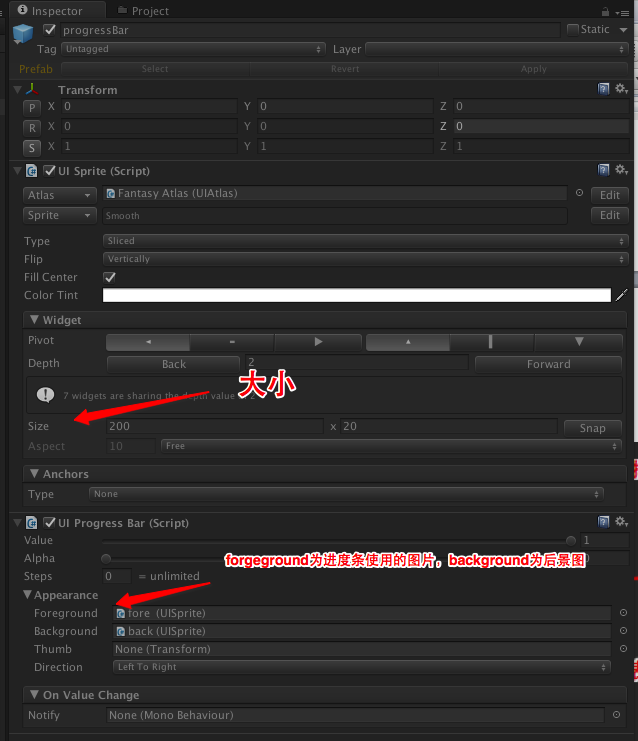 Inspector Project
progressBar Static
Tag Untagged Layer
Prefab Select Revert Apply
Transform
P X 0 Y 0 Z 0
R X 0 Y 0 Z 0
S X 1 Y 1 Z 1
UI Sprite (Script)
Atlas Fantasy Atlas (UIAtlas) Edit
Sprite Smooth Edit
Type Sliced
Flip Vertically
Fill Center
Color Tint
Widget
Pivot
Depth Back 2 Forward
大小
7 widgets are sharing the depth value of 2
Size 200 x 20 Snap
Aspect 10 Free
Anchors
Type None
UI Progress Bar (Script)
Value 1
forgeground为进度条使用的图片，background为后景图
Alpha
Steps 0 = unlimited
Appearance
Foreground fore (UISprite)
Background back (UISprite)
Thumb None (Transform)
Direction Left To Right
On Value Change
Notify None (Mono Behaviour)